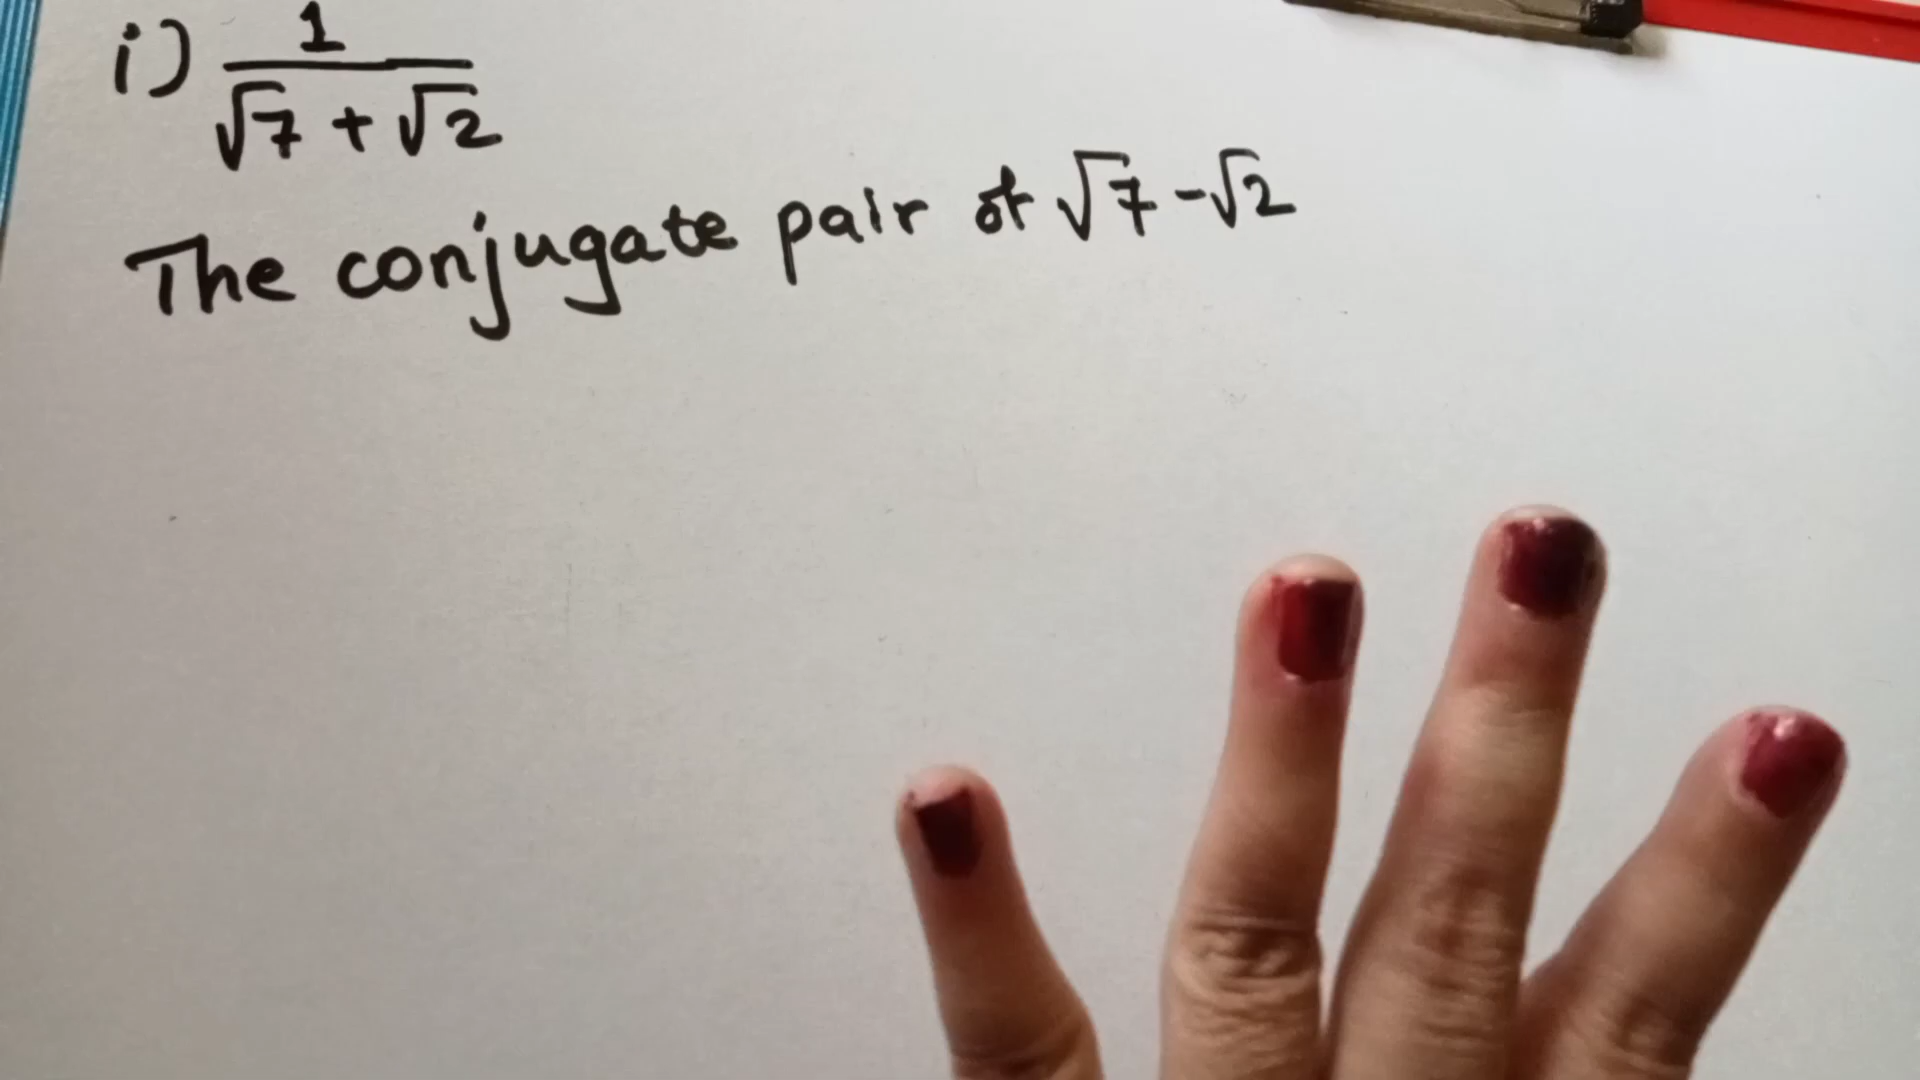 i) 1
√7 + √2
The conjugate pair of √7 - √2